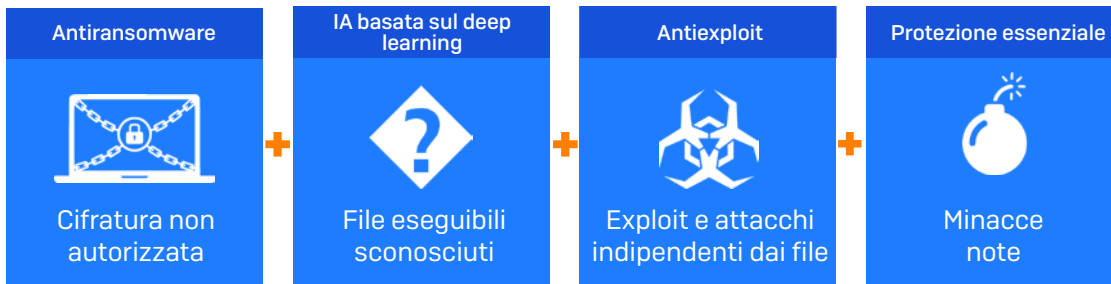 Antiransomware
IA basata sul deep
learning
Antiexploit
Protezione essenziale
?
Cifratura non
autorizzata
File eseguibili
sconosciuti
Exploit e attacchi
indipendenti dai file
Minacce
note